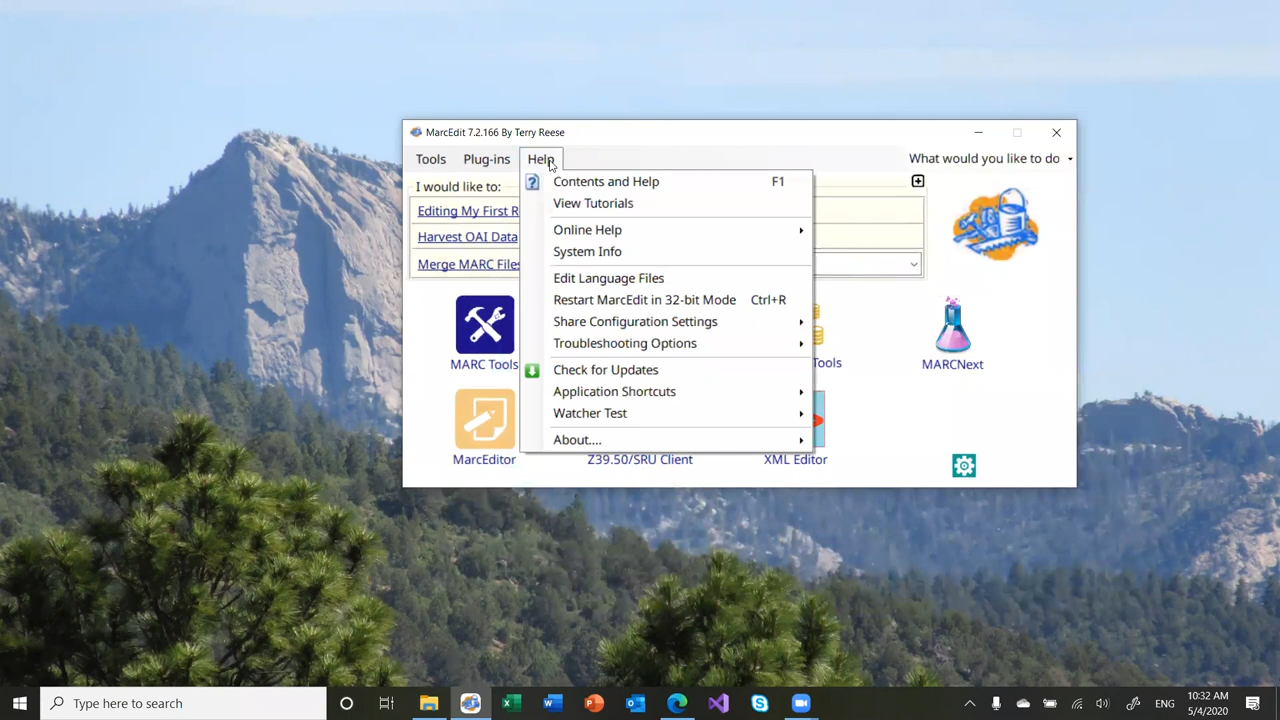 MarcEdit 7.2.166 By Terry Reese
Tools Plug-ins Help What would you like to do
I would like to:
Editing My First R
Harvest OAI Data
Merge MARC Files
Contents and Help F1
View Tutorials
Online Help
System Info
Edit Language Files
Restart MarcEdit in 32-bit Mode Ctrl+R
Share Configuration Settings
Troubleshooting Options
Check for Updates
Application Shortcuts
Watcher Test
About....
MARC Tools
Tools
MARCNext
MarcEditor
Z39.50/SRU Client
XML Editor
Type here to search
ENG
10:32 AM
5/4/2020